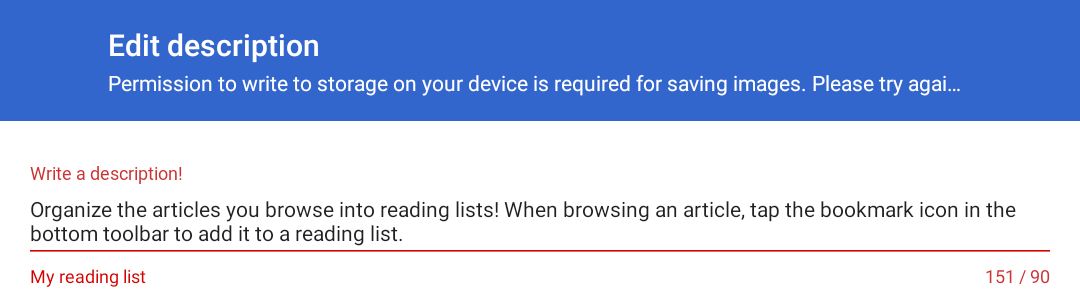 Edit description
Permission to write to storage on your device is required for saving images. Please try agai…
Write a description!
Organize the articles you browse into reading lists! When browsing an article, tap the bookmark icon in the
bottom toolbar to add it to a reading list.
My reading list
151 / 90